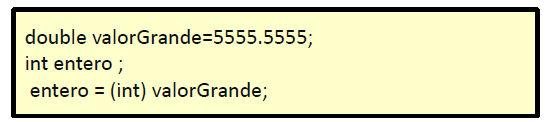 double valorGrande=5555.5555;
int entero ;
entero = (int) valorGrande;